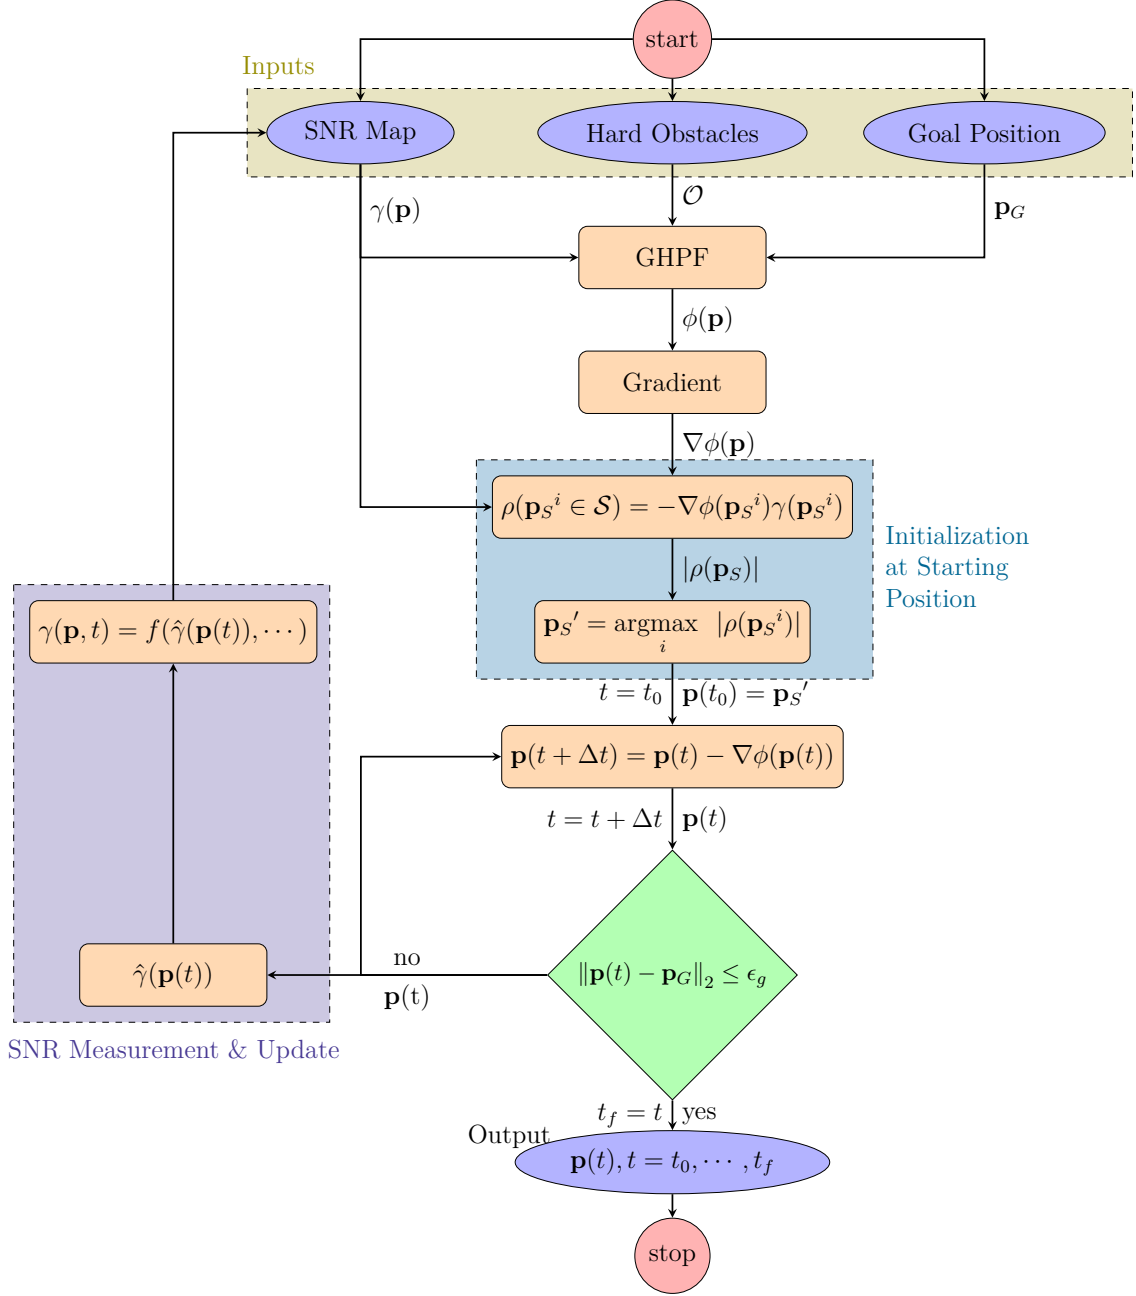 start
Inputs
SNR Map
Hard Obstacles
Goal Position
γ(𝐩)
𝒪
𝐩_G
GHPF
ϕ(𝐩)
Gradient
∇ϕ(𝐩)
ρ(𝐩_S^i ∈ 𝒮) = −∇ϕ(𝐩_S^i)γ(𝐩_S^i)
Initialization
at Starting
Position
|ρ(𝐩_S)|
γ(𝐩, t) = f(γ̂(𝐩(t)), ⋯)
𝐩_S′ = argmax_i |ρ(𝐩_S^i)|
t = t_0 𝐩(t_0) = 𝐩_S′
𝐩(t + Δt) = 𝐩(t) − ∇ϕ(𝐩(t))
t = t + Δt 𝐩(t)
no
γ̂(𝐩(t))
‖𝐩(t) − 𝐩_G‖_2 ≤ ϵ_g
𝐩(t)
SNR Measurement & Update
t_f = t yes
Output
𝐩(t), t = t_0, ⋯ , t_f
stop